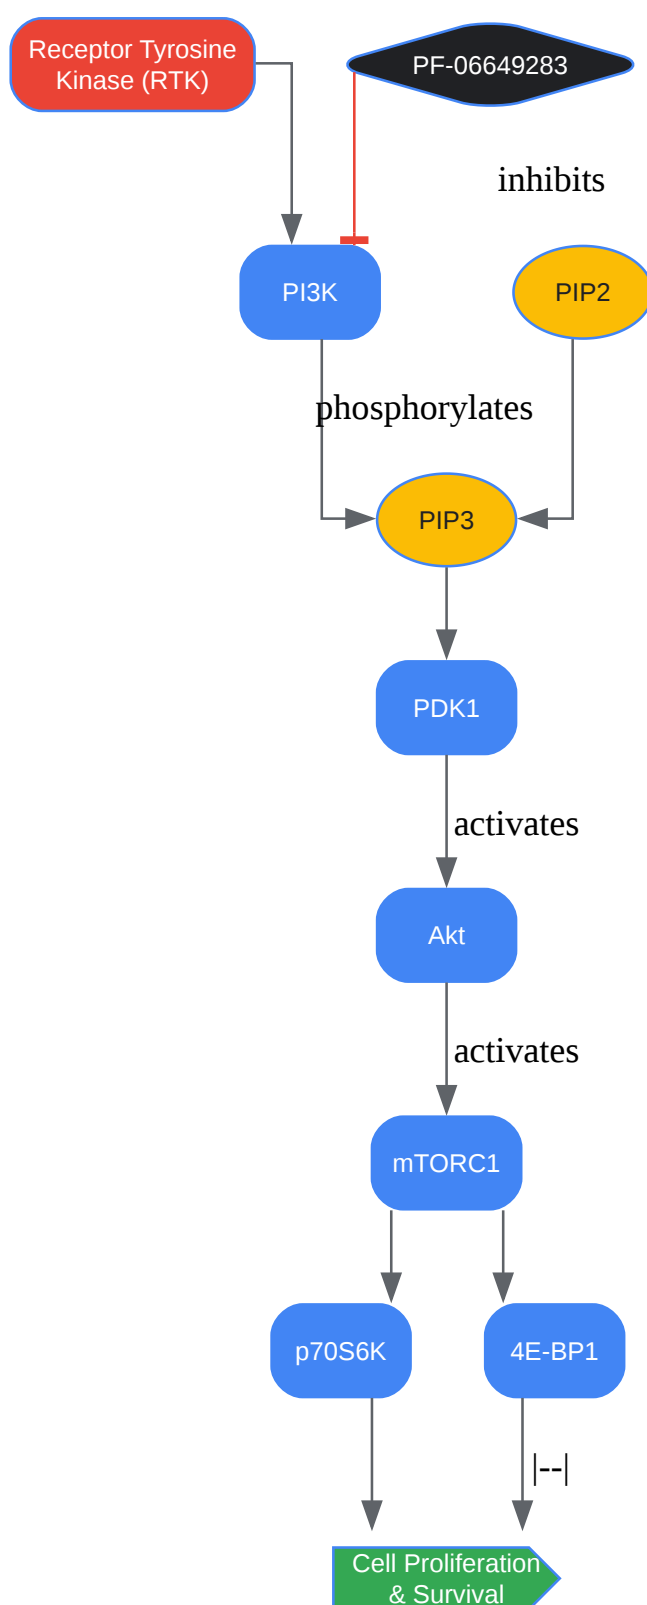 Receptor Tyrosine
Kinase (RTK)
PF-06649283
inhibits
PI3K
PIP2
phosphorylates
PIP3
PDK1
activates
Akt
activates
mTORC1
p70S6K
4E-BP1
|--|
Cell Proliferation
& Survival